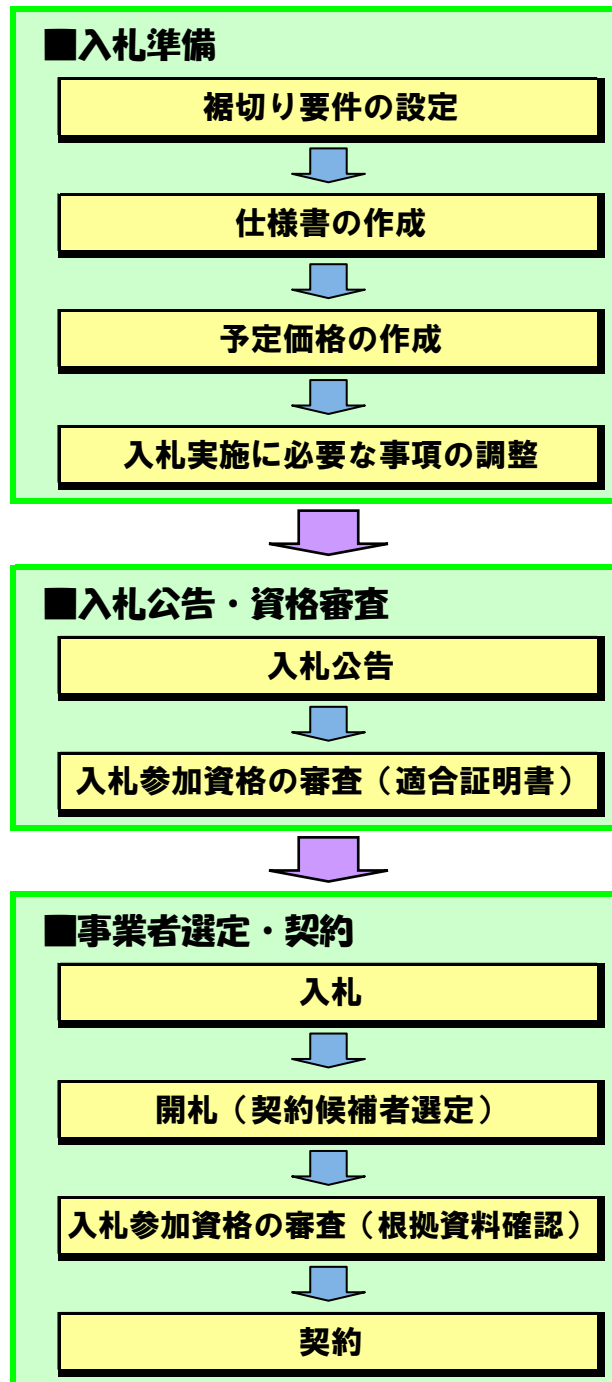 ■入札準備
裾切り要件の設定
仕様書の作成
予定価格の作成
入札実施に必要な事項の調整
■入札公告・資格審査
入札公告
入札参加資格の審査（適合証明書）
■事業者選定・契約
入札
開札（契約候補者選定）
入札参加資格の審査（根拠資料確認）
契約